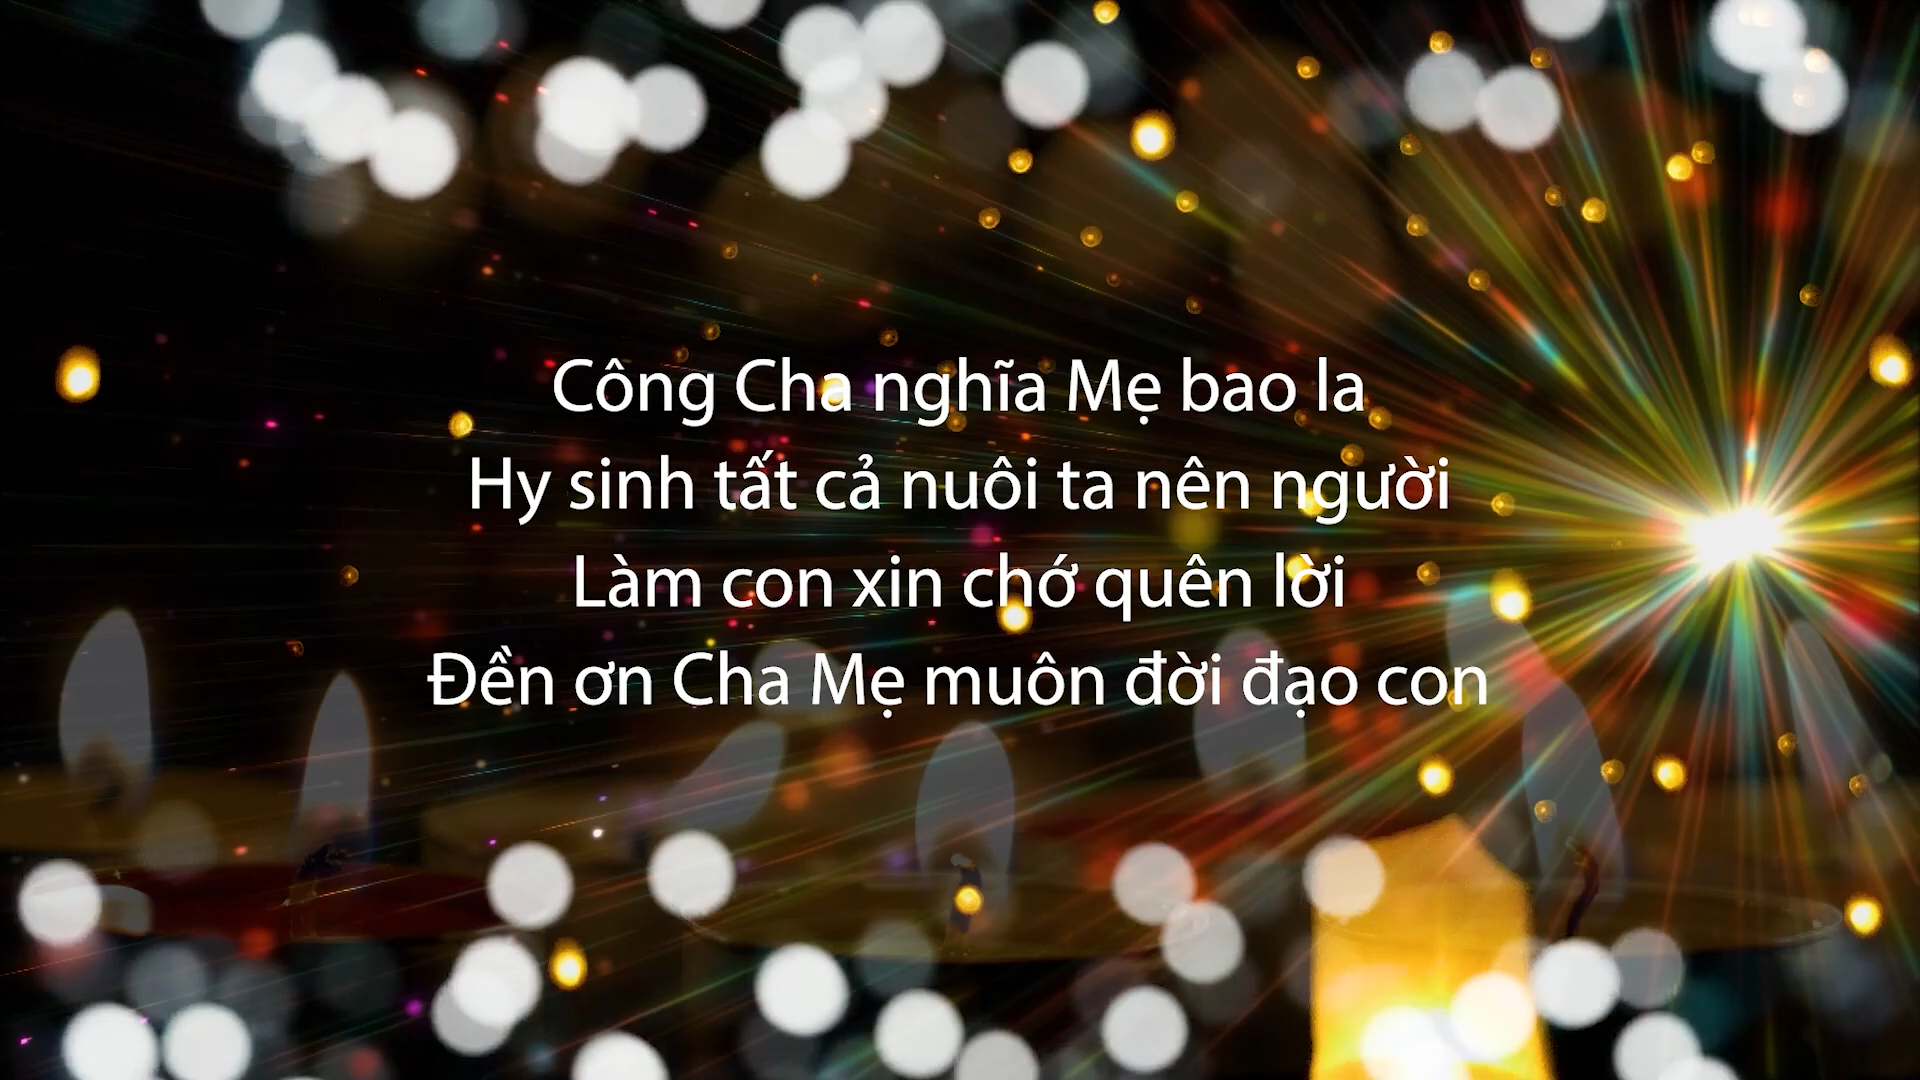 Công Cha nghĩa Mẹ bao la
Hy sinh tất cả nuôi ta nên người
Làm con xin chớ quên lời
Đền ơn Cha Mẹ muôn đời đạo con